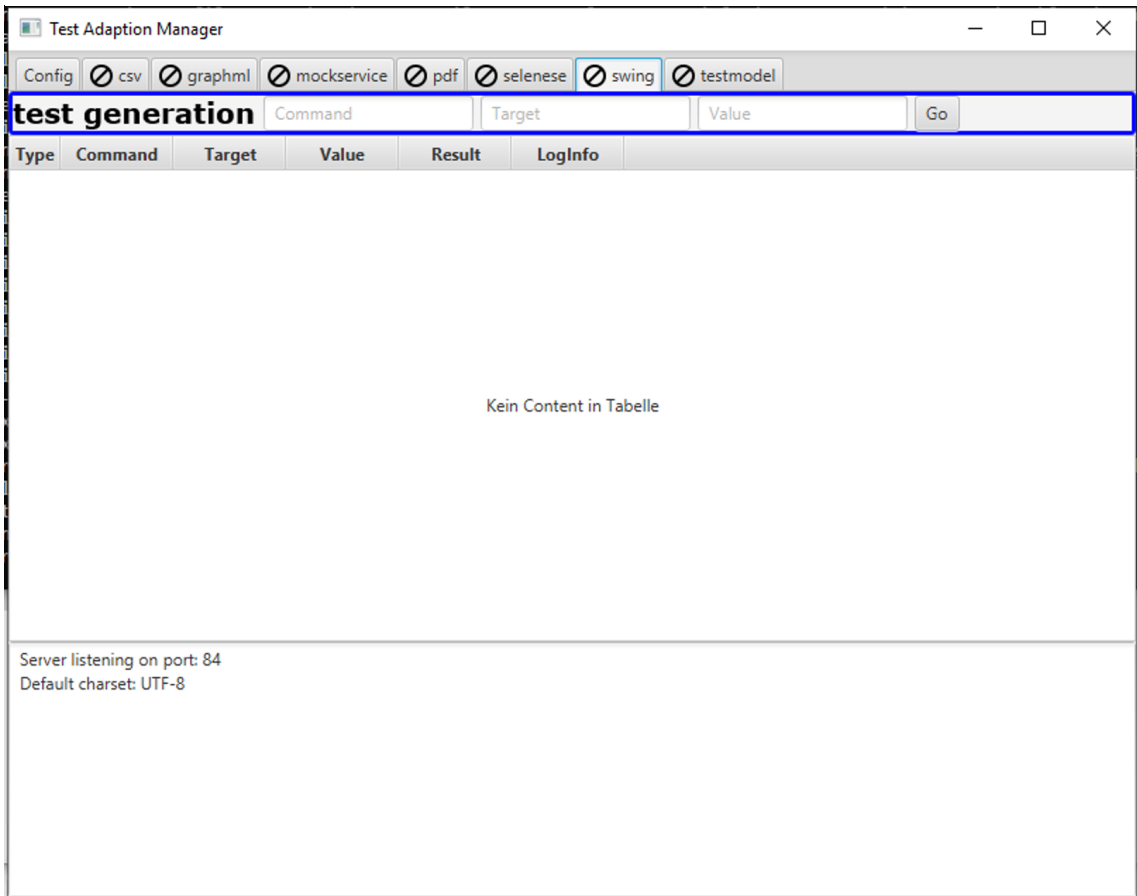 Test Adaption Manager
Config csv graphml mockservice pdf selenese swing testmodel
test generation Command Target Value Go
Type Command Target Value Result LogInfo
Kein Content in Tabelle
Server listening on port: 84
Default charset: UTF-8